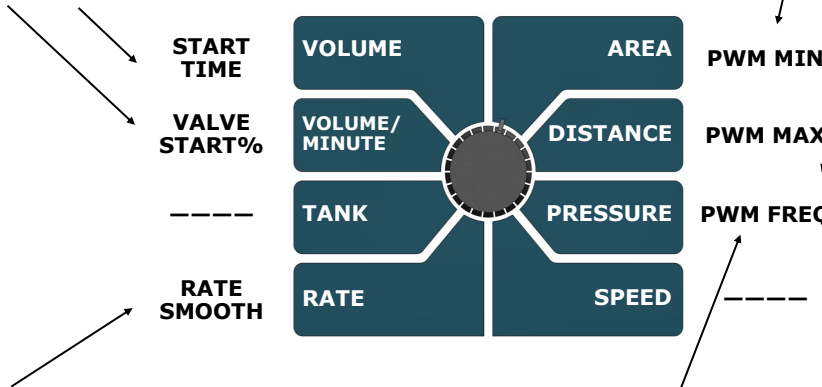 START
TIME
VOLUME
AREA
PWM MIN
VALVE
START%
VOLUME/
MINUTE
DISTANCE
PWM MAX
————
TANK
PRESSURE
PWM FREQ
RATE
SMOOTH
RATE
SPEED
————